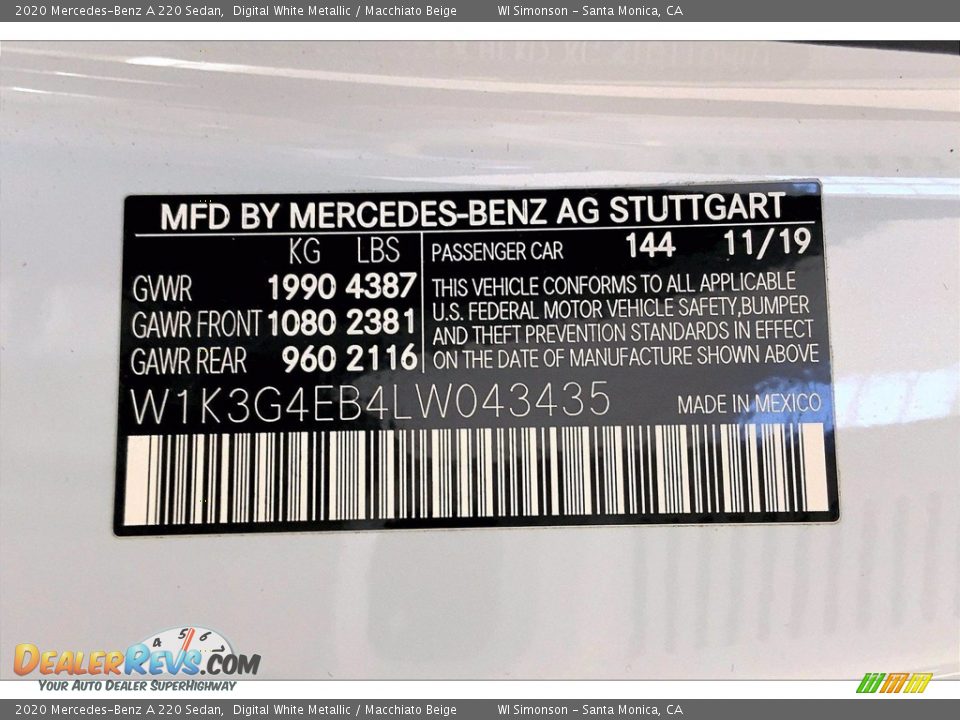 2020 Mercedes-Benz A 220 Sedan, Digital White Metallic / Macchiato Beige WI Simonson - Santa Monica, CA
MFD BY MERCEDES-BENZ AG STUTTGART
KG LBS
GVWR 1990 4387
GAWR FRONT 1080 2381
GAWR REAR 960 2116
PASSENGER CAR 144 11/19
THIS VEHICLE CONFORMS TO ALL APPLICABLE
U.S. FEDERAL MOTOR VEHICLE SAFETY,BUMPER
AND THEFT PREVENTION STANDARDS IN EFFECT
ON THE DATE OF MANUFACTURE SHOWN ABOVE
W1K3G4EB4LW043435 MADE IN MEXICO
4 5 6
DEALERREVS.COM
YOUR AUTO DEALER SUPERHIGHWAY
2020 Mercedes-Benz A 220 Sedan, Digital White Metallic / Macchiato Beige WI Simonson - Santa Monica, CA